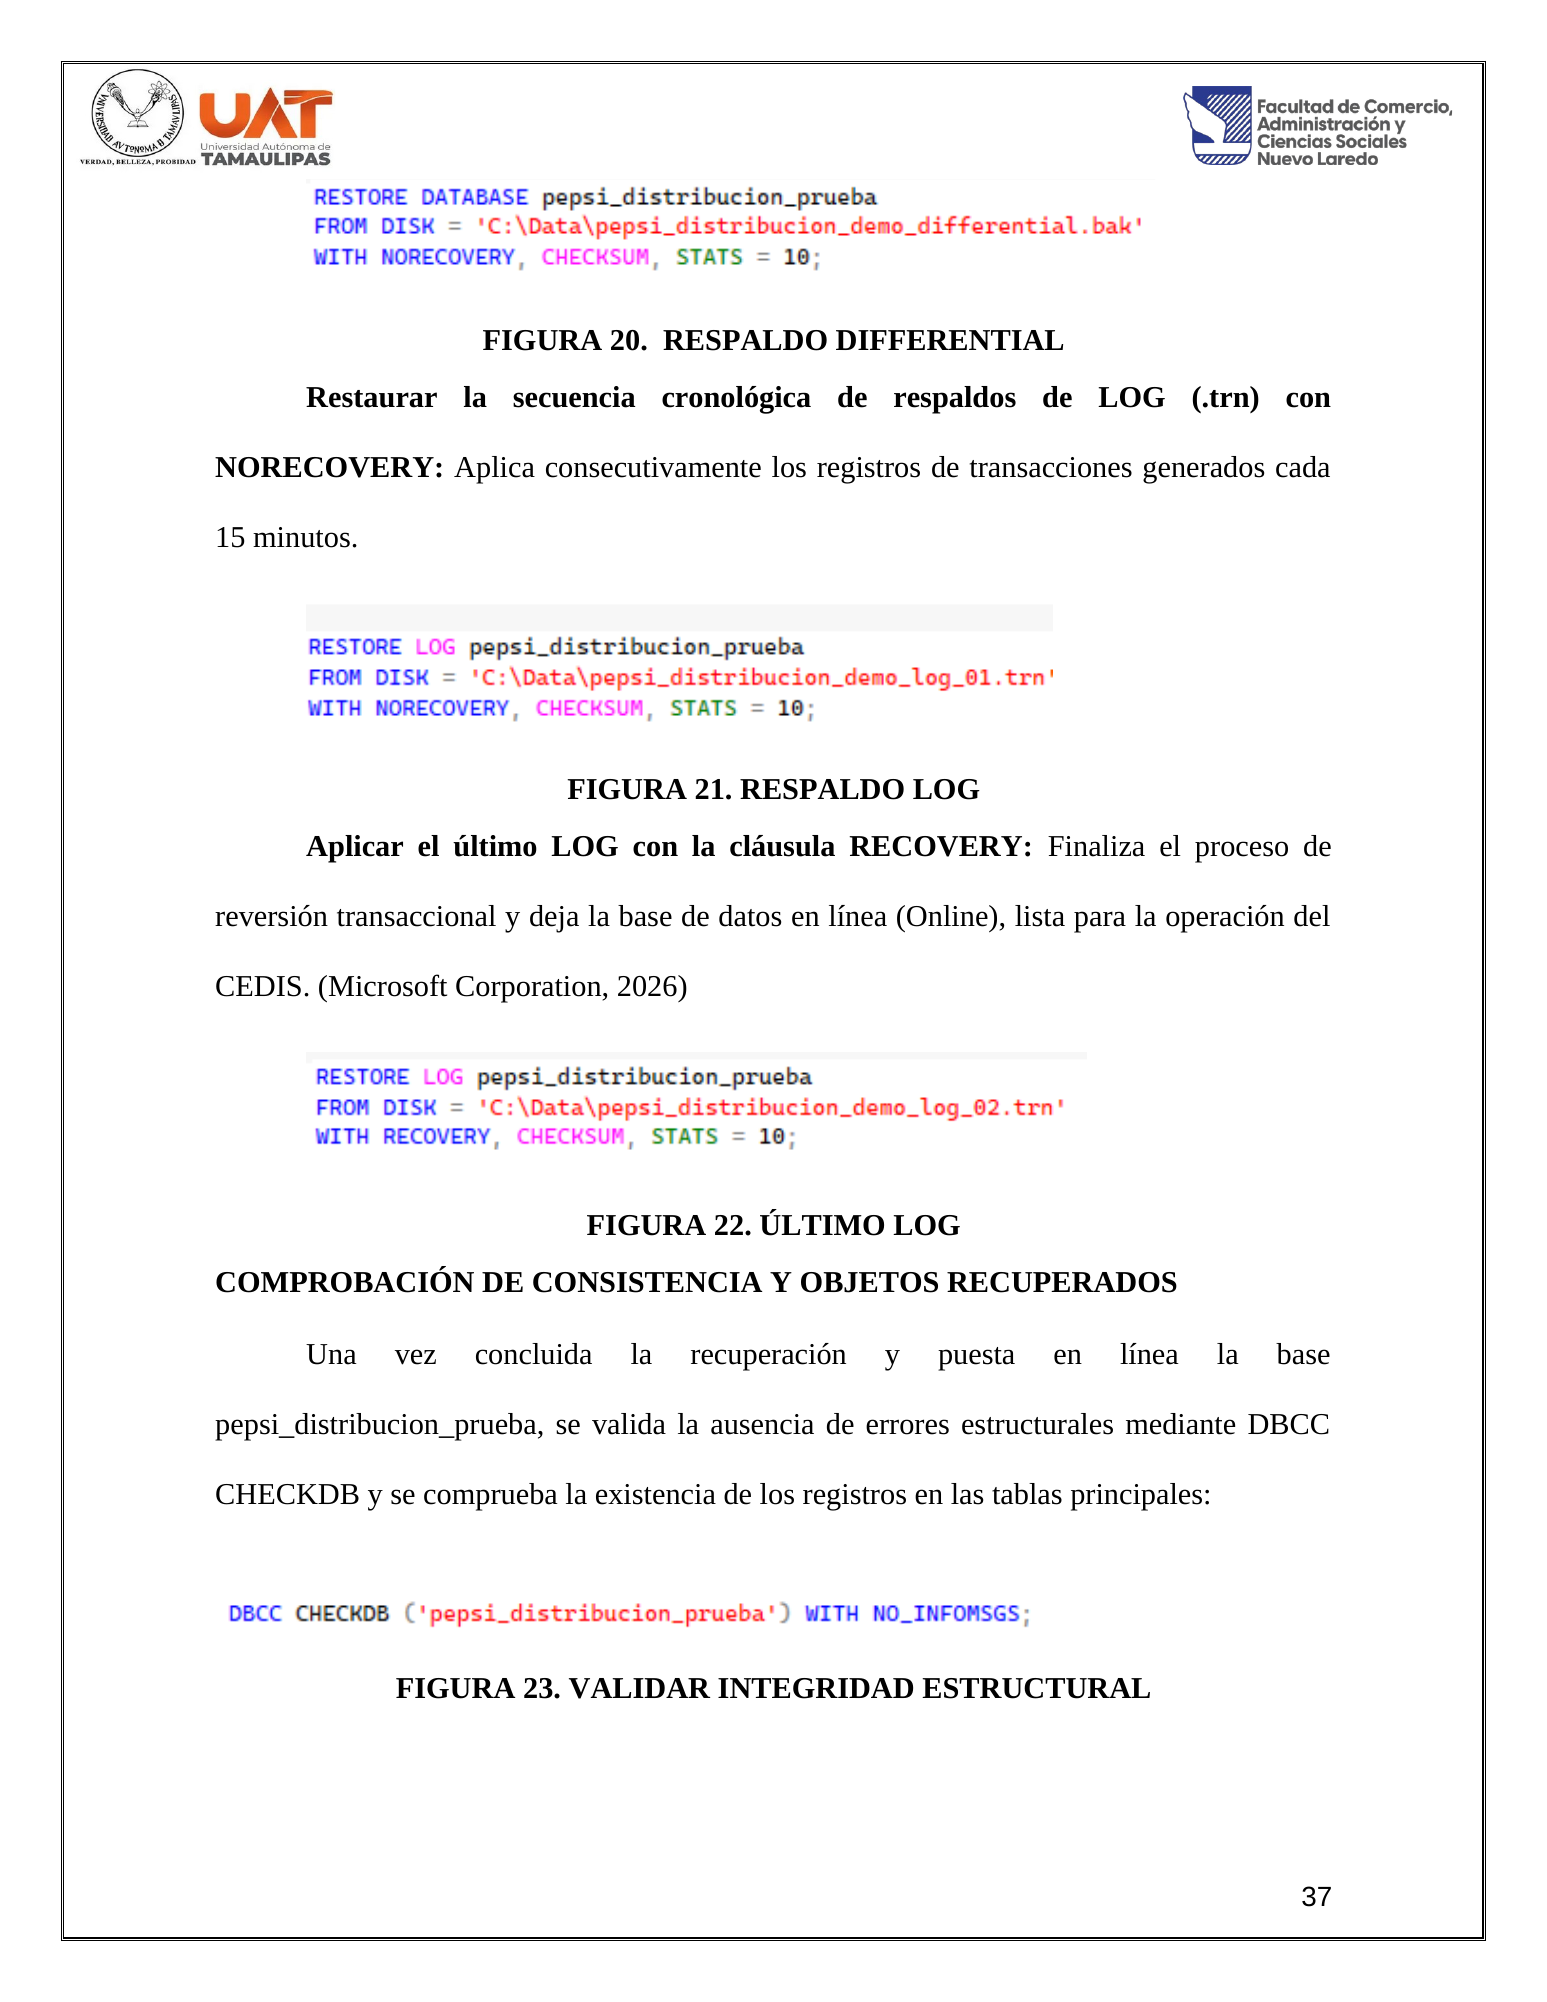 UNIVERSIDAD AVTONOMA D TAMAVLIPAS
VERDAD, BELLEZA, PROBIDAD
UAT
Universidad Autónoma de
TAMAULIPAS
Facultad de Comercio,
Administración y
Ciencias Sociales
Nuevo Laredo
RESTORE DATABASE pepsi_distribucion_prueba
FROM DISK = 'C:\Data\pepsi_distribucion_demo_differential.bak'
WITH NORECOVERY, CHECKSUM, STATS = 10;
FIGURA 20. RESPALDO DIFFERENTIAL
Restaurar la secuencia cronológica de respaldos de LOG (.trn) con
NORECOVERY: Aplica consecutivamente los registros de transacciones generados cada
15 minutos.
RESTORE LOG pepsi_distribucion_prueba
FROM DISK = 'C:\Data\pepsi_distribucion_demo_log_01.trn'
WITH NORECOVERY, CHECKSUM, STATS = 10;
FIGURA 21. RESPALDO LOG
Aplicar el último LOG con la cláusula RECOVERY: Finaliza el proceso de
reversión transaccional y deja la base de datos en línea (Online), lista para la operación del
CEDIS. (Microsoft Corporation, 2026)
RESTORE LOG pepsi_distribucion_prueba
FROM DISK = 'C:\Data\pepsi_distribucion_demo_log_02.trn'
WITH RECOVERY, CHECKSUM, STATS = 10;
FIGURA 22. ÚLTIMO LOG
COMPROBACIÓN DE CONSISTENCIA Y OBJETOS RECUPERADOS
Una vez concluida la recuperación y puesta en línea la base
pepsi_distribucion_prueba, se valida la ausencia de errores estructurales mediante DBCC
CHECKDB y se comprueba la existencia de los registros en las tablas principales:
DBCC CHECKDB ('pepsi_distribucion_prueba') WITH NO_INFOMSGS;
FIGURA 23. VALIDAR INTEGRIDAD ESTRUCTURAL
37